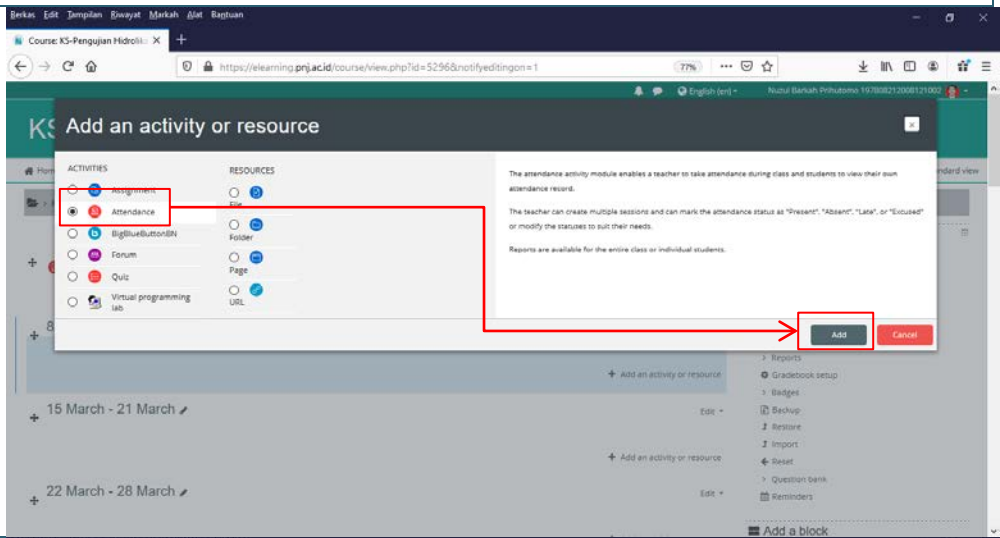 Berkas Edit Tampilan Riwayat Markah Alat Bantuan
Course: KS-Pengujian Hidrolik
https://elearning.pnj.ac.id/course/view.php?id=5296&notifyeditingon=1
77%
English (en)
Nuzul Barkah Prihutomo 197808212008121002
KS
Add an activity or resource
Hom
ndard view
ACTIVITIES
Assignment
Attendance
BigBlueButtonBN
Forum
Quiz
Virtual programming
lab
RESOURCES
File
Folder
Page
URL
The attendance activity module enables a teacher to take attendance during class and students to view their own
attendance record.
The teacher can create multiple sessions and can mark the attendance status as "Present", "Absent", "Late", or "Excused"
or modify the statuses to suit their needs.
Reports are available for the entire class or individual students.
Add
Cancel
8
+ Add an activity or resource
15 March - 21 March
Edit
+ Add an activity or resource
22 March - 28 March
Edit
Reports
Gradebook setup
Badges
Backup
Restore
Import
Reset
Question bank
Reminders
Add a block